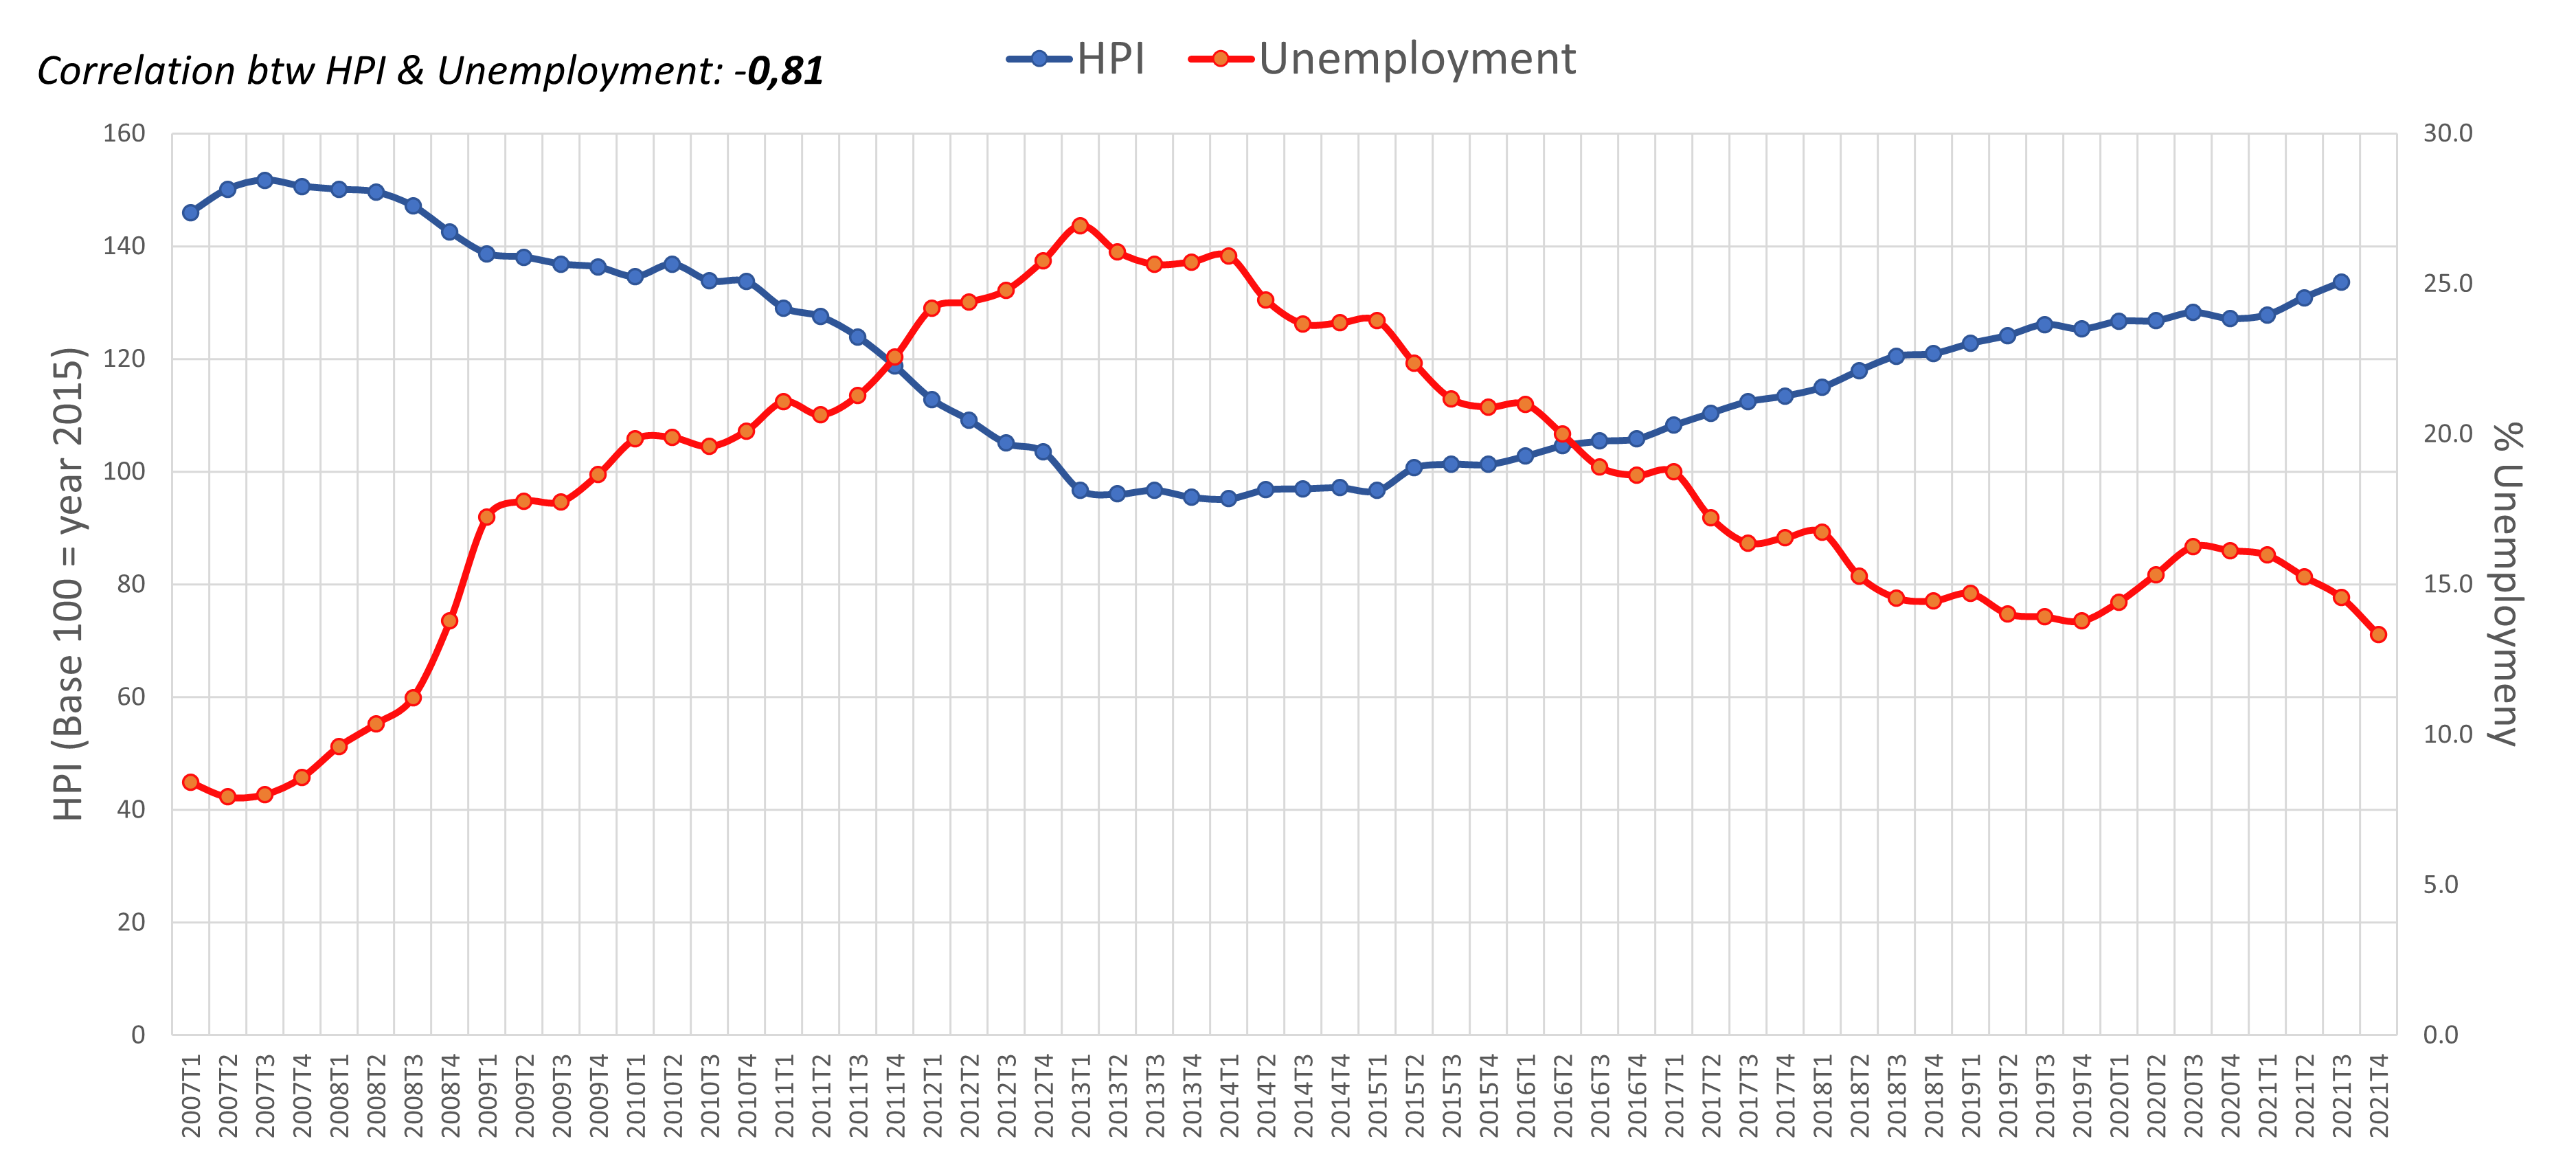 Correlation btw HPI & Unemployment: -0,81
HPI
Unemployment
160
140
120
100
80
60
40
20
0
HPI (Base 100 = year 2015)
30.0
25.0
20.0
15.0
10.0
5.0
0.0
% Unemploymeny
2007T1
2007T2
2007T3
2007T4
2008T1
2008T2
2008T3
2008T4
2009T1
2009T2
2009T3
2009T4
2010T1
2010T2
2010T3
2010T4
2011T1
2011T2
2011T3
2011T4
2012T1
2012T2
2012T3
2012T4
2013T1
2013T2
2013T3
2013T4
2014T1
2014T2
2014T3
2014T4
2015T1
2015T2
2015T3
2015T4
2016T1
2016T2
2016T3
2016T4
2017T1
2017T2
2017T3
2017T4
2018T1
2018T2
2018T3
2018T4
2019T1
2019T2
2019T3
2019T4
2020T1
2020T2
2020T3
2020T4
2021T1
2021T2
2021T3
2021T4